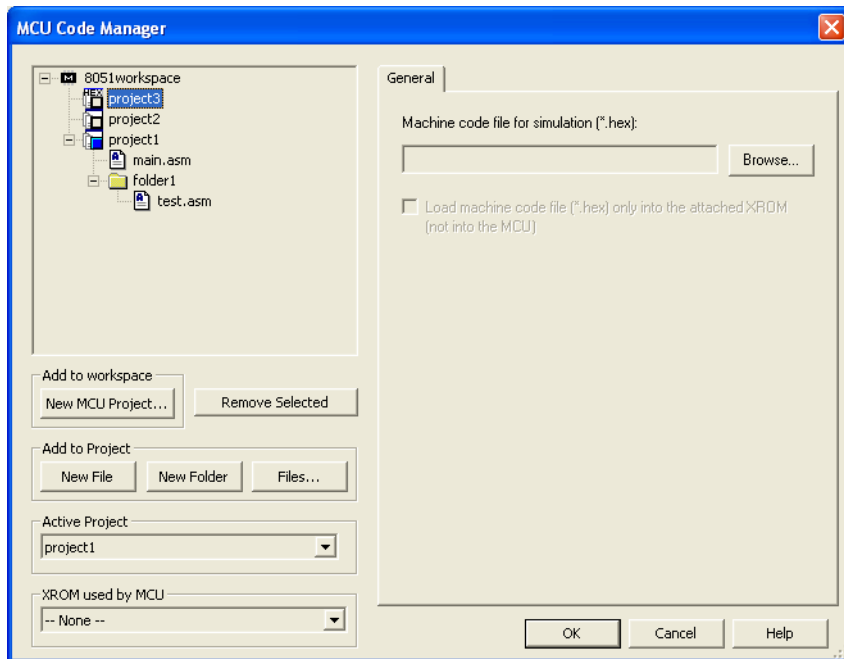 MCU Code Manager
8051workspace
HEX
project3
project2
project1
main.asm
folder1
test.asm
Add to workspace
New MCU Project...
Remove Selected
Add to Project
New File
New Folder
Files...
Active Project
project1
XROM used by MCU
-- None --
General
Machine code file for simulation (*.hex):
Browse...
Load machine code file (*.hex) only into the attached XROM
(not into the MCU)
OK
Cancel
Help